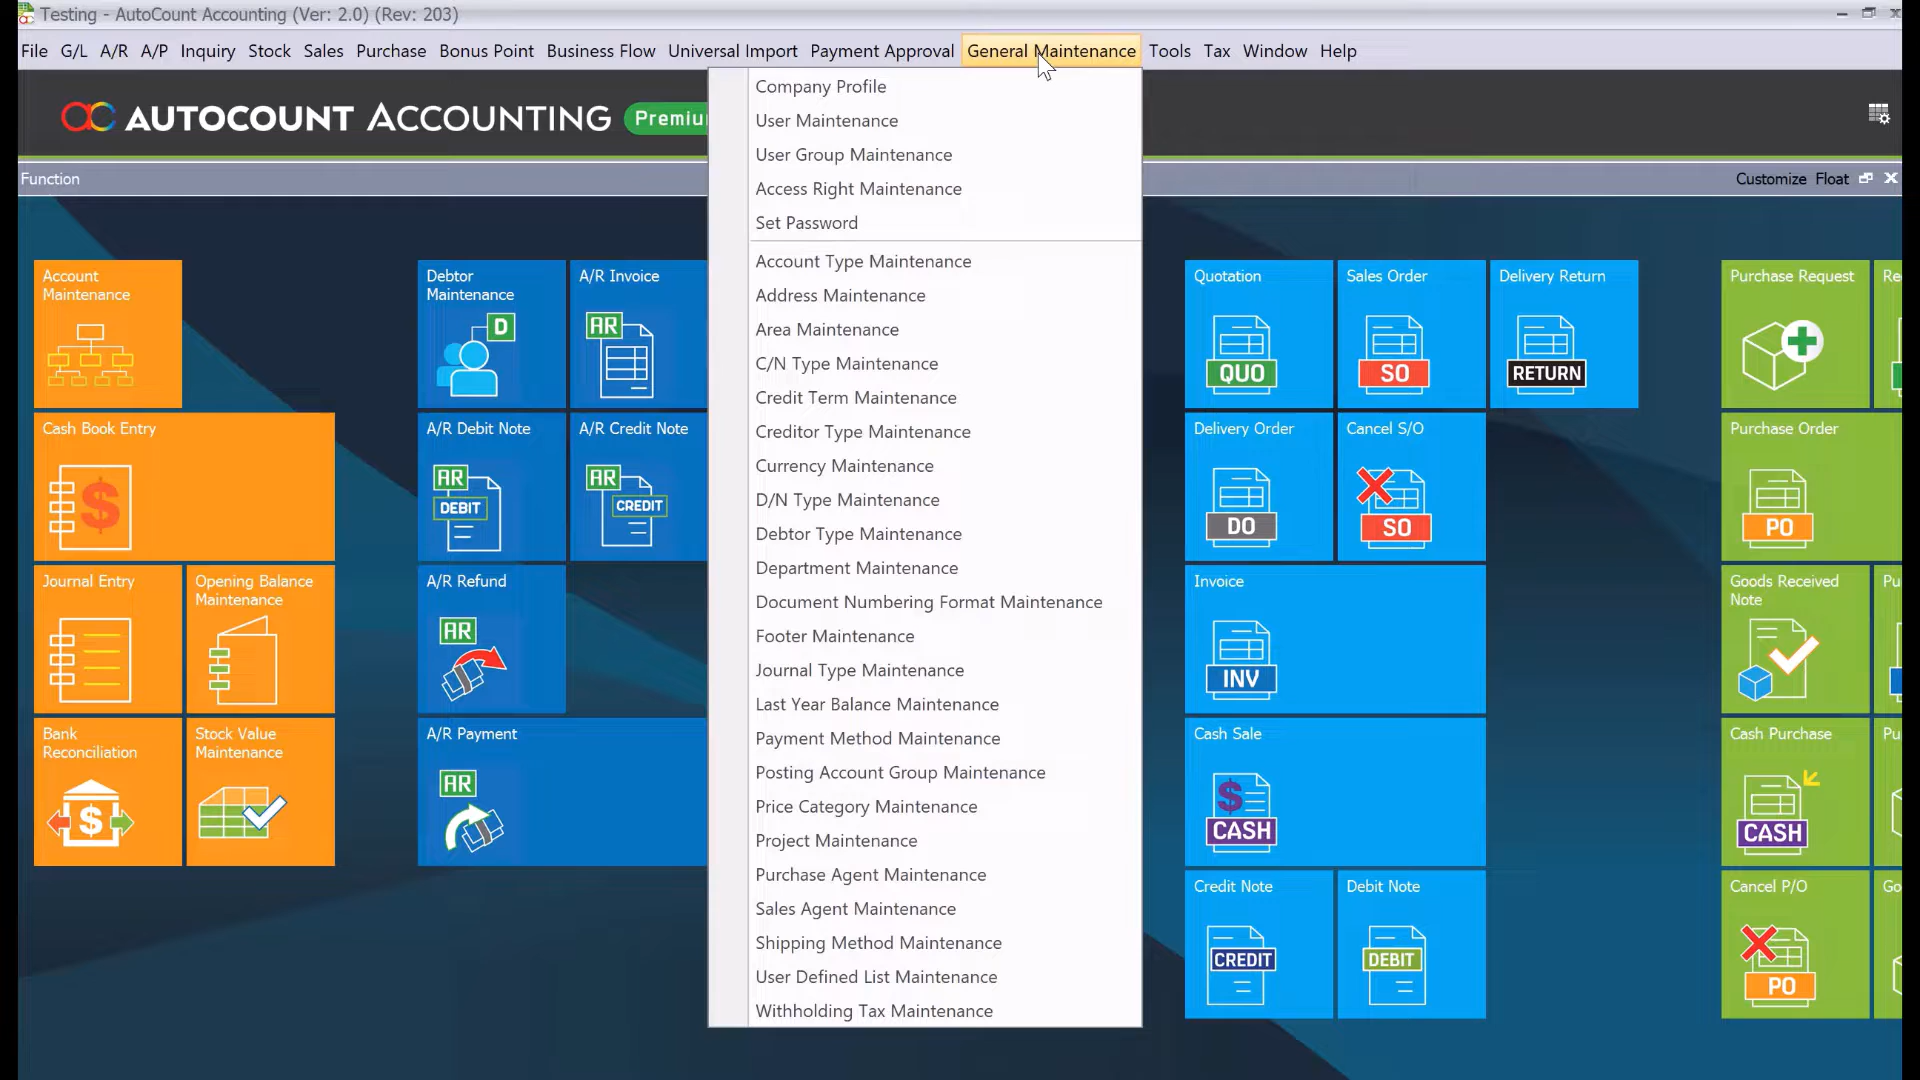 Testing - AutoCount Accounting (Ver: 2.0) (Rev: 203)
File G/L A/R A/P Inquiry Stock Sales Purchase Bonus Point Business Flow Universal Import Payment Approval General Maintenance Tools Tax Window Help
AUTOCOUNT ACCOUNTING
Function
Customize Float
Company Profile
User Maintenance
User Group Maintenance
Access Right Maintenance
Set Password
Account Type Maintenance
Address Maintenance
Area Maintenance
C/N Type Maintenance
Credit Term Maintenance
Creditor Type Maintenance
Currency Maintenance
D/N Type Maintenance
Debtor Type Maintenance
Department Maintenance
Document Numbering Format Maintenance
Footer Maintenance
Journal Type Maintenance
Last Year Balance Maintenance
Payment Method Maintenance
Posting Account Group Maintenance
Price Category Maintenance
Project Maintenance
Purchase Agent Maintenance
Sales Agent Maintenance
Shipping Method Maintenance
User Defined List Maintenance
Withholding Tax Maintenance
Account
Maintenance
Cash Book Entry
Journal Entry
Opening Balance
Maintenance
Bank
Reconciliation
Stock Value
Maintenance
Debtor
Maintenance
D
A/R Invoice
AR
A/R Debit Note
AR
DEBIT
A/R Credit Note
AR
CREDIT
A/R Refund
AR
A/R Payment
AR
Quotation
QUO
Sales Order
SO
Delivery Return
RETURN
Delivery Order
DO
Cancel S/O
SO
Invoice
INV
Cash Sale
CASH
Credit Note
CREDIT
Debit Note
DEBIT
Purchase Request
Purchase Order
PO
Goods Received
Note
Cash Purchase
CASH
Cancel P/O
PO